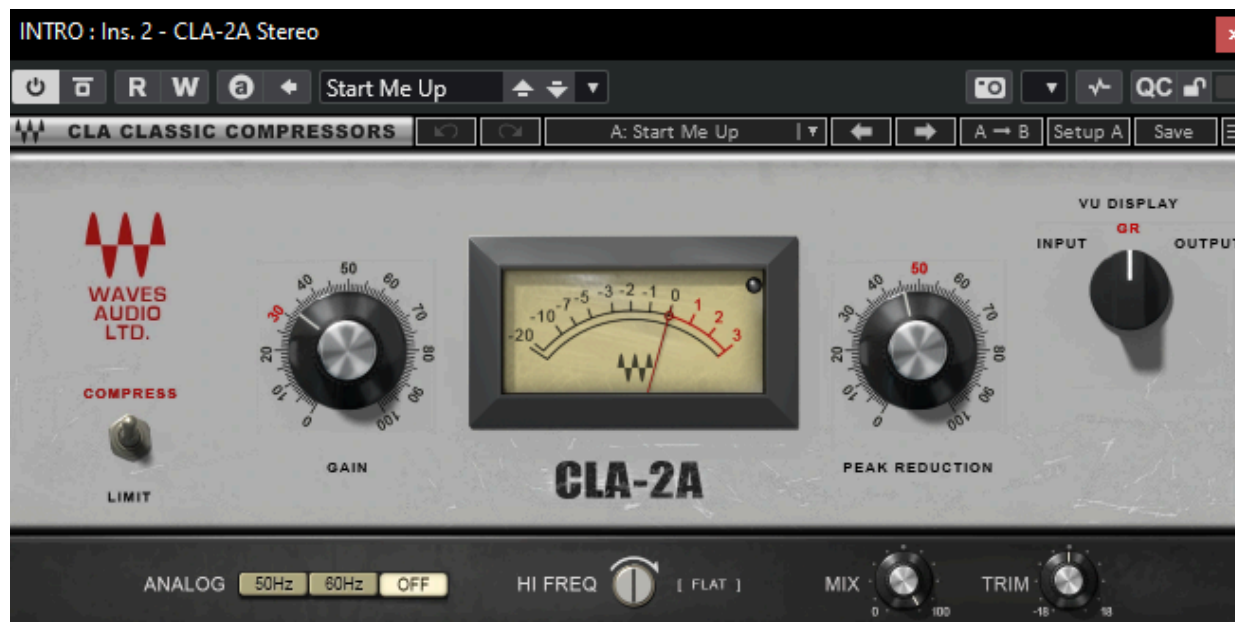 INTRO : Ins. 2 - CLA-2A Stereo
R W a Start Me Up QC
CLA CLASSIC COMPRESSORS A: Start Me Up A → B Setup A Save
VU DISPLAY
INPUT GR OUTPUT
WAVES
AUDIO
LTD.
COMPRESS
LIMIT
0 10 20 30 40 50 60 70 80 90 100
GAIN
-20 -10 -7 -5 -3 -2 -1 0 1 2 3
CLA-2A
0 10 20 30 40 50 60 70 80 90 100
PEAK REDUCTION
ANALOG 50Hz 60Hz OFF HI FREQ [ FLAT ] MIX 0 100 TRIM -18 0 18